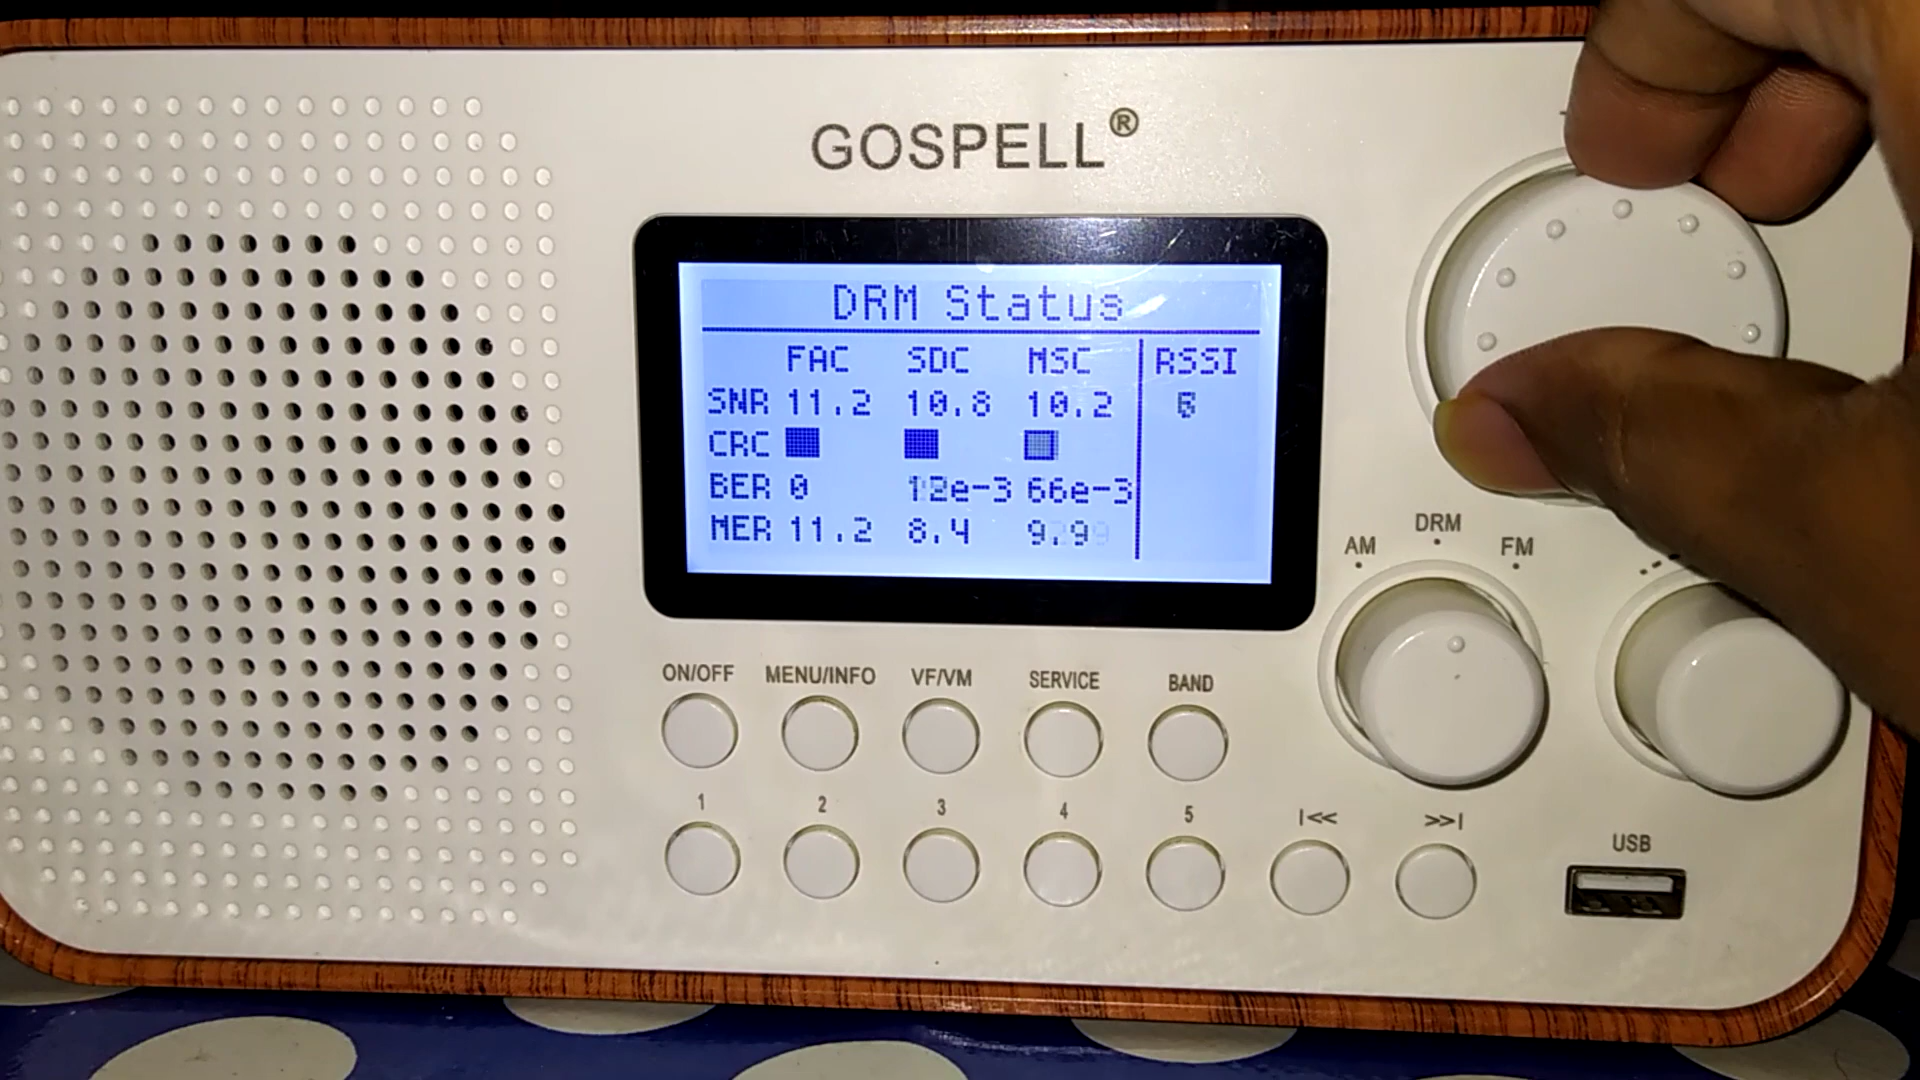 GOSPELL®
DRM Status
FAC SDC MSC RSSI
SNR 11.2 10.8 10.2
CRC
BER 0 12e-3 66e-3
MER 11.2 8.4 9.9
AM DRM FM
ON/OFF MENU/INFO VF/VM SERVICE BAND
1 2 3 4 5 I<< >>I
USB